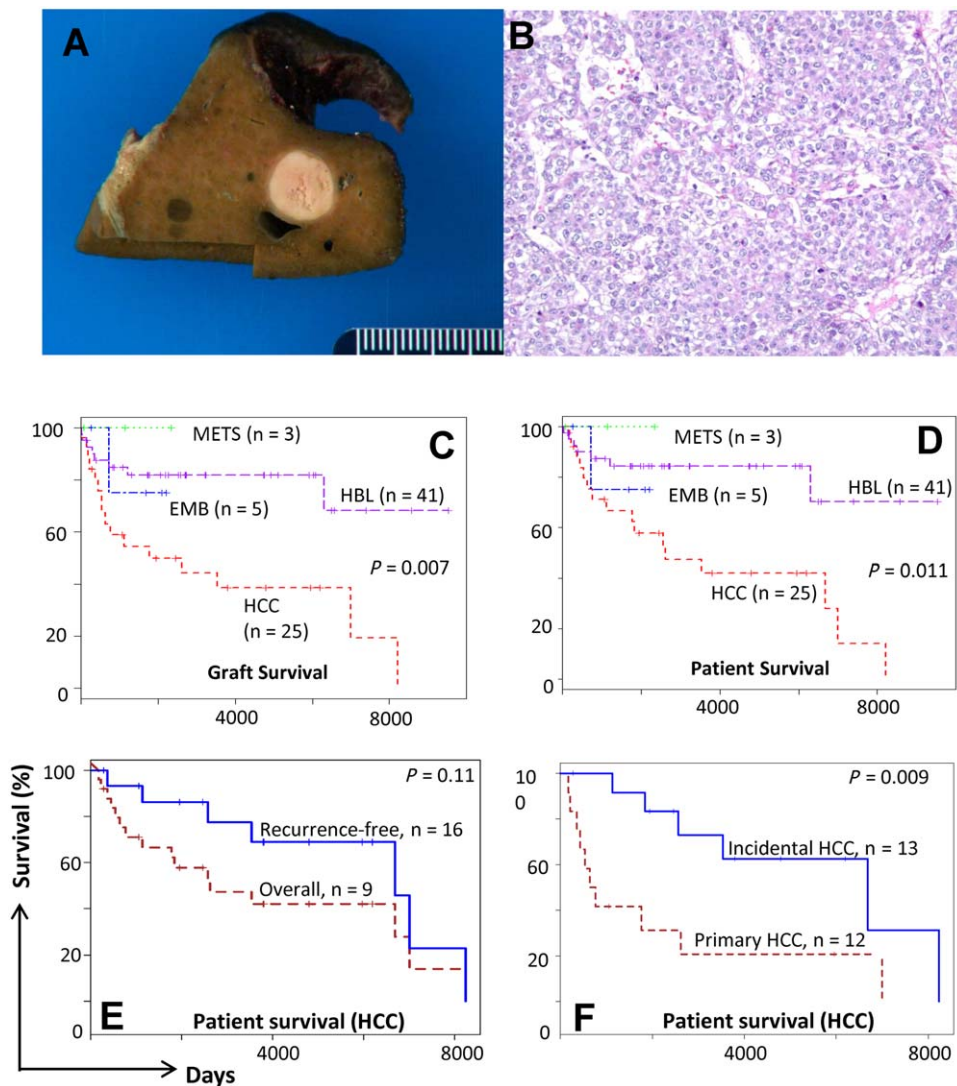 A
B
100
METS (n = 3)
C
HBL (n = 41)
EMB (n = 5)
60
P = 0.007
HCC
(n = 25)
20
Graft Survival
0
4000
8000
100
METS (n = 3)
D
HBL (n = 41)
EMB (n = 5)
60
P = 0.011
HCC (n = 25)
20
Patient Survival
0
4000
8000
Survival (%)
100
P = 0.11
Recurrence-free, n = 16
60
Overall, n = 9
20
0
E
Patient survival (HCC)
4000
8000
Days
10
0
P = 0.009
Incidental HCC, n = 13
60
Primary HCC, n = 12
20
0
F
Patient survival (HCC)
4000
8000